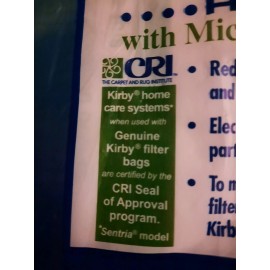 with Mic
CRI™
THE CARPET AND RUG INSTITUTE
Kirby® home
care systems*
when used with
Genuine
Kirby® filter
bags
are certified by the
CRI Seal
of Approval
program.
*Sentria® model
• Red
and
• Elec
part
• To m
filte
Kirb